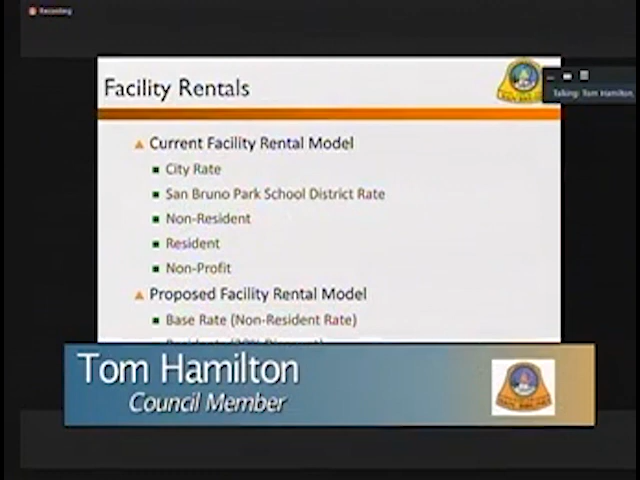 Recording
Facility Rentals
Talking: Tom Hamilton
Current Facility Rental Model
City Rate
San Bruno Park School District Rate
Non-Resident
Resident
Non-Profit
Proposed Facility Rental Model
Base Rate (Non-Resident Rate)
Tom Hamilton
Council Member